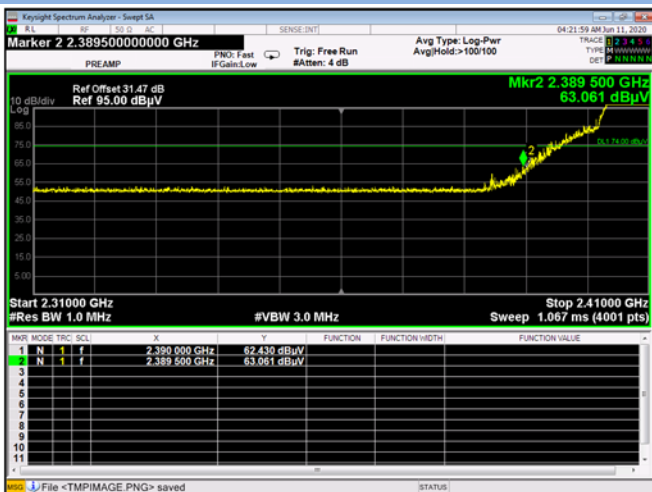 Keysight Spectrum Analyzer - Swept SA
RL RF 50 Ω AC SENSE:INT 04:21:59 AM Jun 11, 2020
Marker 2 2.389500000000 GHz
PREAMP
PNO: Fast
IFGain:Low
Trig: Free Run
#Atten: 4 dB
Avg Type: Log-Pwr
Avg|Hold:>100/100
TRACE 1 2 3 4 5 6
TYPE M W W W W W
DET P N N N N N
Mkr2 2.389 500 GHz
63.061 dBµV
Ref Offset 31.47 dB
10 dB/div Ref 95.00 dBµV
Log
85.0
75.0
DL1 74.00 dBµV
2
65.0
55.0
45.0
35.0
25.0
15.0
5.00
Start 2.31000 GHz Stop 2.41000 GHz
#Res BW 1.0 MHz #VBW 3.0 MHz Sweep 1.067 ms (4001 pts)
MKR MODE TRC SCL X Y FUNCTION FUNCTION WIDTH FUNCTION VALUE
1 N 1 f 2.390 000 GHz 62.430 dBµV
2 N 1 f 2.389 500 GHz 63.061 dBµV
3
4
5
6
7
8
9
10
11
MSG File <TMPIMAGE.PNG> saved STATUS